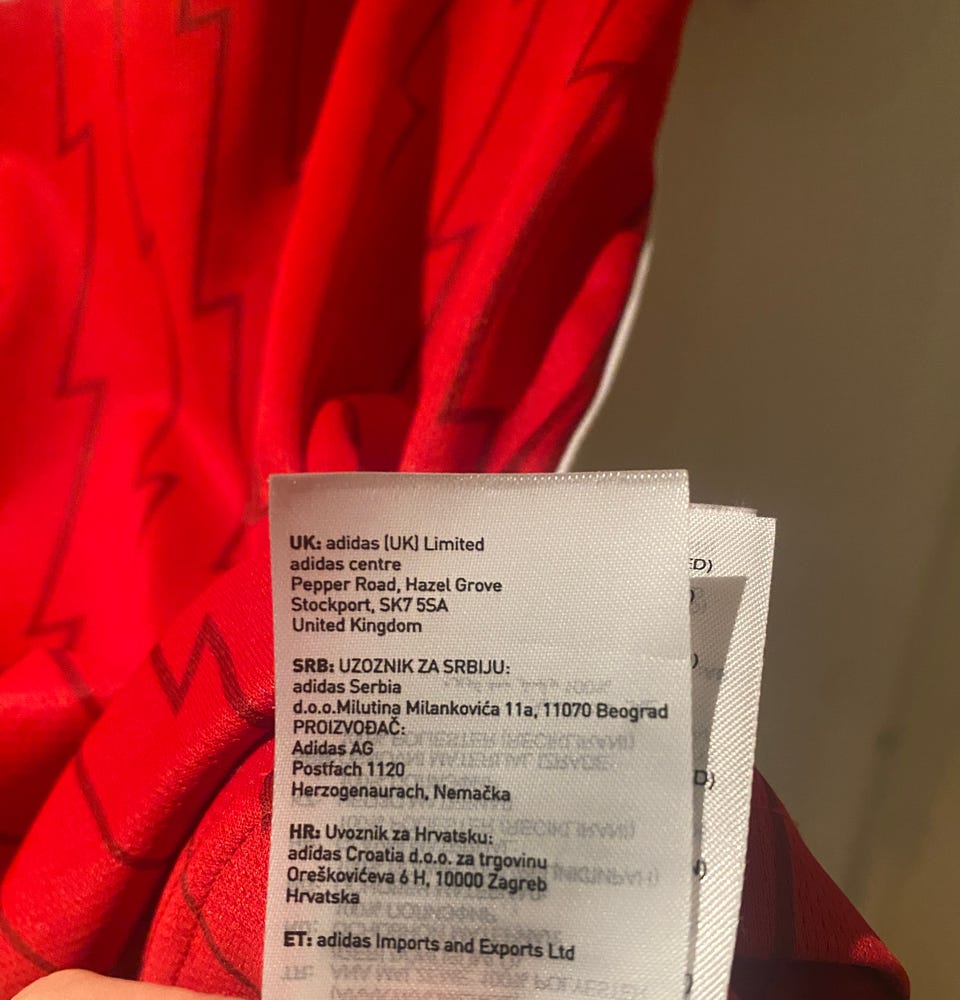 UK: adidas (UK) Limited
adidas centre
Pepper Road, Hazel Grove
Stockport, SK7 5SA
United Kingdom
SRB: UZOZNIK ZA SRBIJU:
adidas Serbia
d.o.o.Milutina Milankovića 11a, 11070 Beograd
PROIZVOĐAČ:
Adidas AG
Postfach 1120
Herzogenaurach, Nemačka
HR: Uvoznik za Hrvatsku:
adidas Croatia d.o.o. za trgovinu
Oreškovićeva 6 H, 10000 Zagreb
Hrvatska
ET: adidas Imports and Exports Ltd